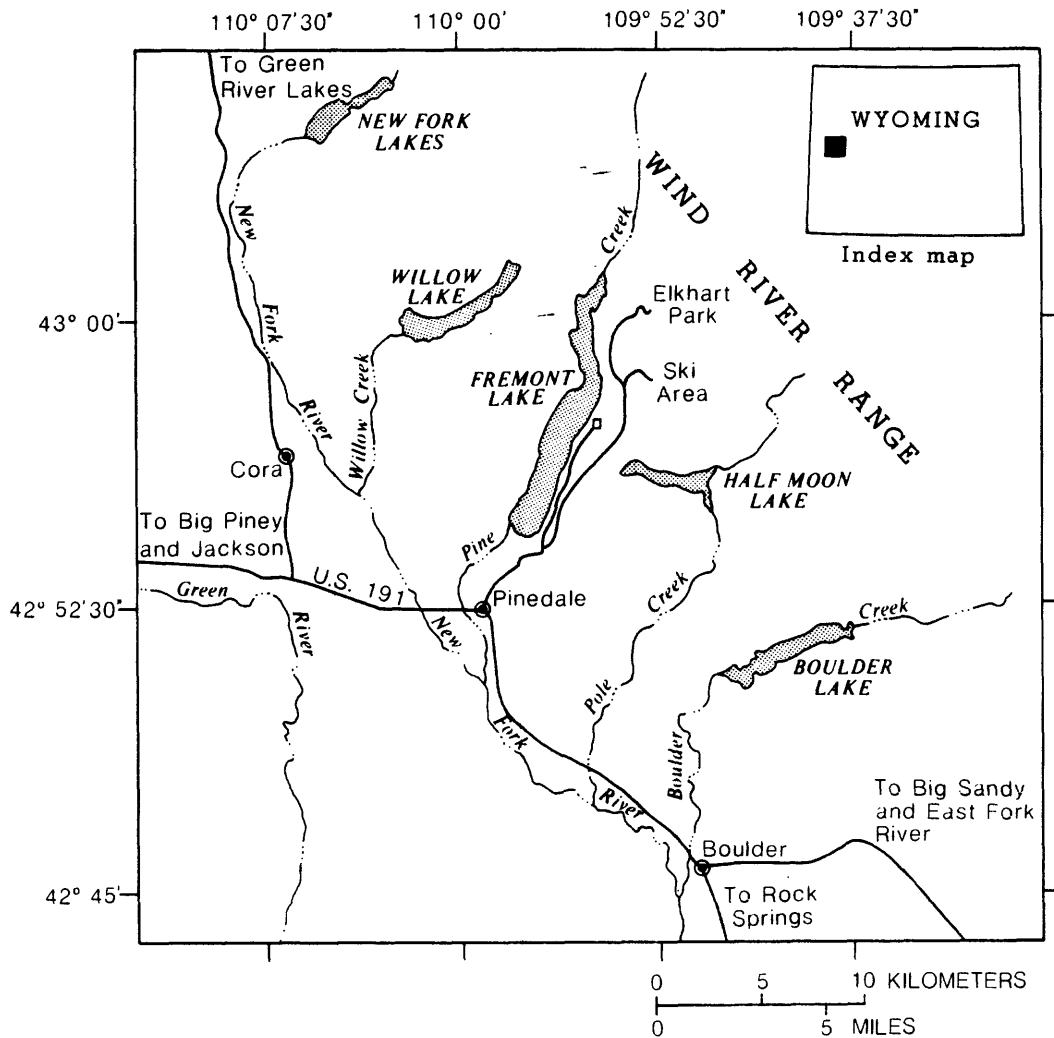 110° 07'30"
110° 00'
109° 52'30"
109° 37'30"
To Green
River Lakes
NEW FORK
LAKES
WYOMING
Index map
WIND
RIVER
RANGE
New
Fork
River
WILLOW
LAKE
Willow Creek
Creek
Elkhart
Park
43° 00'
FREMONT
LAKE
Ski
Area
Cora
HALF MOON
LAKE
To Big Piney
and Jackson
Pine
U.S. 191
Green
River
42° 52'30"
Pinedale
New
Fork
River
Creek
Pole
Creek
BOULDER
LAKE
Boulder
To Big Sandy
and East Fork
River
Boulder
42° 45'
To Rock
Springs
0 5 10 KILOMETERS
0 5 MILES